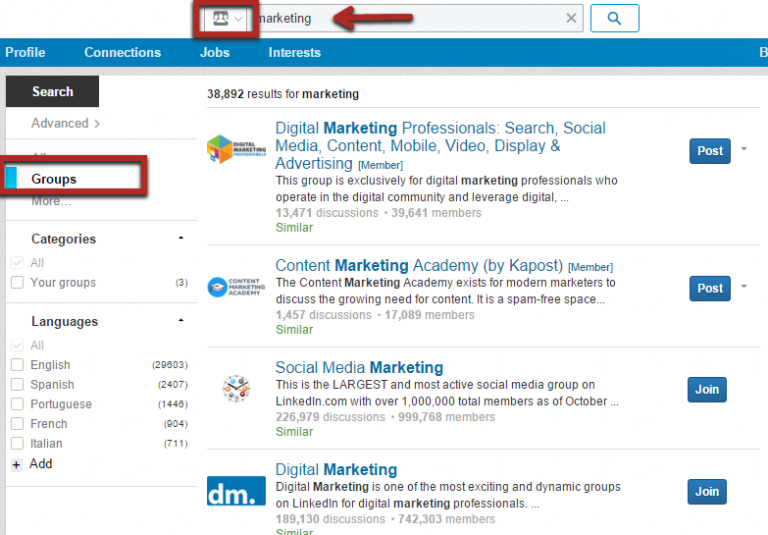 marketing
Profile Connections Jobs Interests B
Search
Advanced >
Groups
More...
Categories
All
Your groups (3)
Languages
All
English (29603)
Spanish (2407)
Portuguese (1446)
French (904)
Italian (711)
+ Add
38,892 results for marketing
DIGITAL
MARKETING
PROFESSIONALS
Digital Marketing Professionals: Search, Social
Media, Content, Mobile, Video, Display &
Advertising [Member]
This group is exclusively for digital marketing professionals who
operate in the digital community and leverage digital, ...
13,471 discussions • 39,641 members
Similar
Post
CONTENT
MARKETING
ACADEMY
Content Marketing Academy (by Kapost) [Member]
The Content Marketing Academy exists for modern marketers to
discuss the growing need for content. It is a spam-free space...
1,457 discussions • 17,089 members
Similar
Post
Social Media Marketing
This is the LARGEST and most active social media group on
LinkedIn.com with over 1,000,000 total members as of October ...
226,979 discussions • 999,768 members
Similar
Join
dm.
Digital Marketing
Digital Marketing is one of the most exciting and dynamic groups
on LinkedIn for digital marketing professionals. ...
189,130 discussions • 742,303 members
Similar
Join